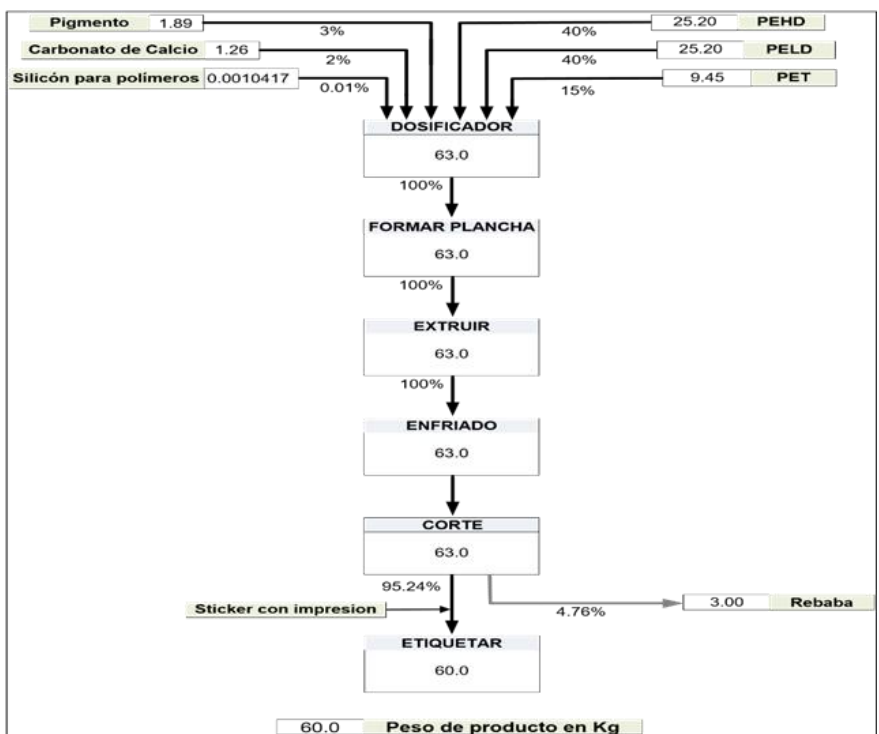 Pigmento 1.89 3% 40% 25.20 PEHD
Carbonato de Calcio 1.26 2% 40% 25.20 PELD
Silicón para polímeros 0.0010417 0.01% 15% 9.45 PET
DOSIFICADOR
63.0
100%
FORMAR PLANCHA
63.0
100%
EXTRUIR
63.0
100%
ENFRIADO
63.0
CORTE
63.0
95.24%
Sticker con impresion
4.76% 3.00 Rebaba
ETIQUETAR
60.0
60.0 Peso de producto en Kg